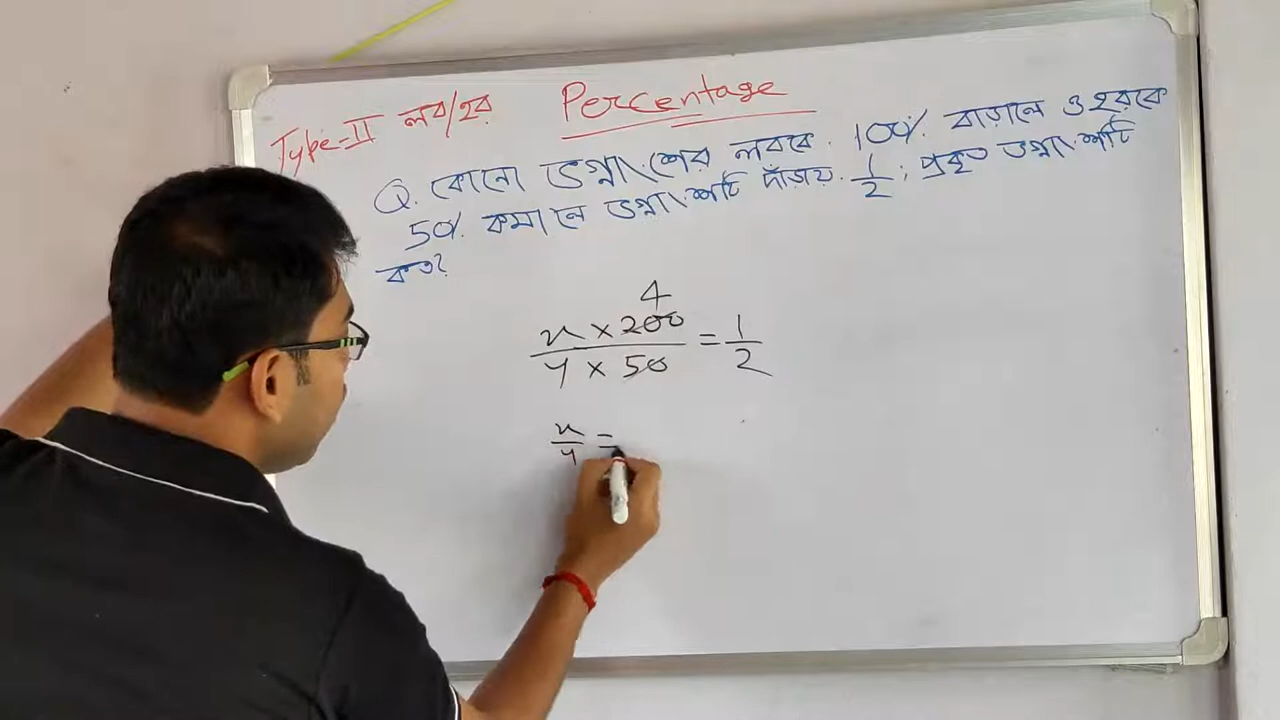 Percentage
Type-II লব/হর
Q. কোনো ভগ্নাংশের লবকে 100% বাড়ালে ও হরকে
50% কমালে ভগ্নাংশটি দাঁড়ায় 1/2; প্রকৃত ভগ্নাংশটি
কত?
4
x × 200 / y × 50 = 1/2
x/y =